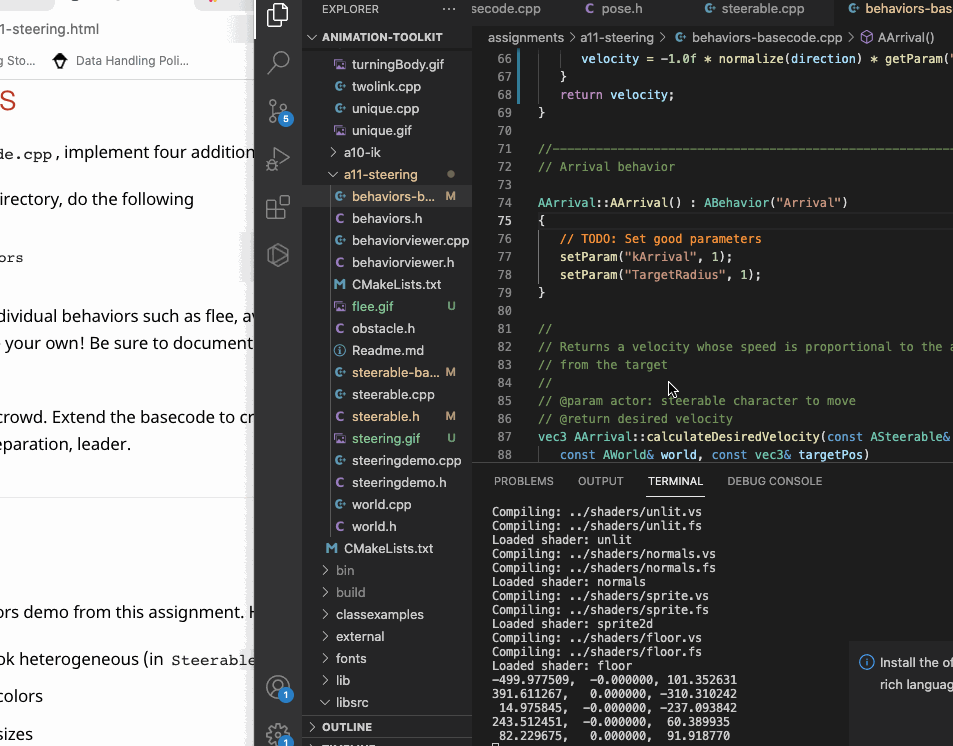 1-steering.html
g Sto...
Data Handling Poli...
S
de.cpp, implement four addition
irectory, do the following
ors
dividual behaviors such as flee, av
your own! Be sure to document
crowd. Extend the basecode to cr
eparation, leader.
ors demo from this assignment. H
ok heterogeneous (in Steerable
colors
sizes
5
1
1
EXPLORER
ANIMATION-TOOLKIT
turningBody.gif
twolink.cpp
unique.cpp
unique.gif
a10-ik
a11-steering
behaviors-b... M
behaviors.h
behaviorviewer.cpp
behaviorviewer.h
CMakeLists.txt
flee.gif U
obstacle.h
Readme.md
steerable-ba... M
steerable.cpp
steerable.h M
steering.gif U
steeringdemo.cpp
steeringdemo.h
world.cpp
world.h
CMakeLists.txt
bin
build
classexamples
external
fonts
lib
libsrc
OUTLINE
secode.cpp pose.h steerable.cpp behaviors-bas
assignments > a11-steering > behaviors-basecode.cpp > AArrival()
66 velocity = -1.0f * normalize(direction) * getParam("
67 }
68 return velocity;
69 }
70
71 //--------------------------------------------------------
72 // Arrival behavior
73
74 AArrival::AArrival() : ABehavior("Arrival")
75 {
76 // TODO: Set good parameters
77 setParam("kArrival", 1);
78 setParam("TargetRadius", 1);
79 }
80
81 //
82 // Returns a velocity whose speed is proportional to the a
83 // from the target
84 //
85 // @param actor: steerable character to move
86 // @return desired velocity
87 vec3 AArrival::calculateDesiredVelocity(const ASteerable&
88 const AWorld& world, const vec3& targetPos)
PROBLEMS OUTPUT TERMINAL DEBUG CONSOLE
Compiling: ../shaders/unlit.vs
Compiling: ../shaders/unlit.fs
Loaded shader: unlit
Compiling: ../shaders/normals.vs
Compiling: ../shaders/normals.fs
Loaded shader: normals
Compiling: ../shaders/sprite.vs
Compiling: ../shaders/sprite.fs
Loaded shader: sprite2d
Compiling: ../shaders/floor.vs
Compiling: ../shaders/floor.fs
Loaded shader: floor
-499.977509, -0.000000, 101.352631
391.611267, 0.000000, -310.310242
14.975845, -0.000000, -237.093842
243.512451, -0.000000, 60.389935
82.229675, 0.000000, 91.918770
Install the of
rich languag